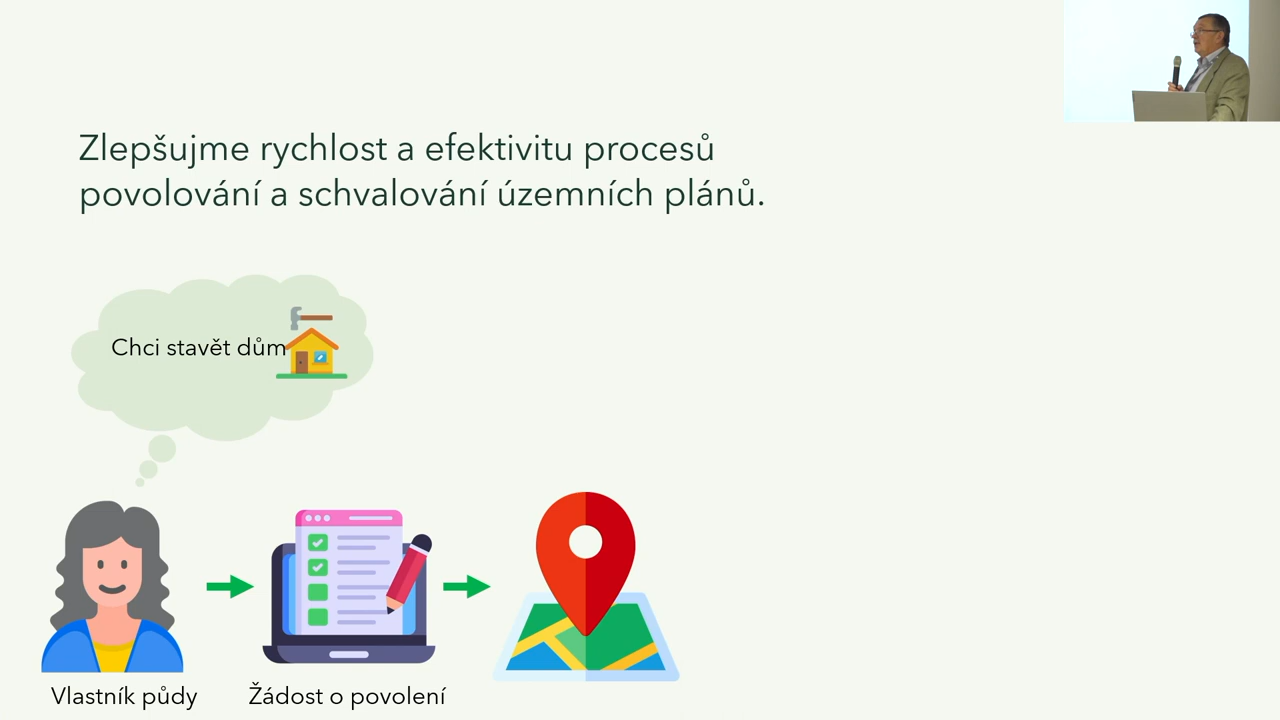 Zlepšujme rychlost a efektivitu procesů
povolování a schvalování územních plánů.
Chci stavět dům
Vlastník půdy
Žádost o povolení